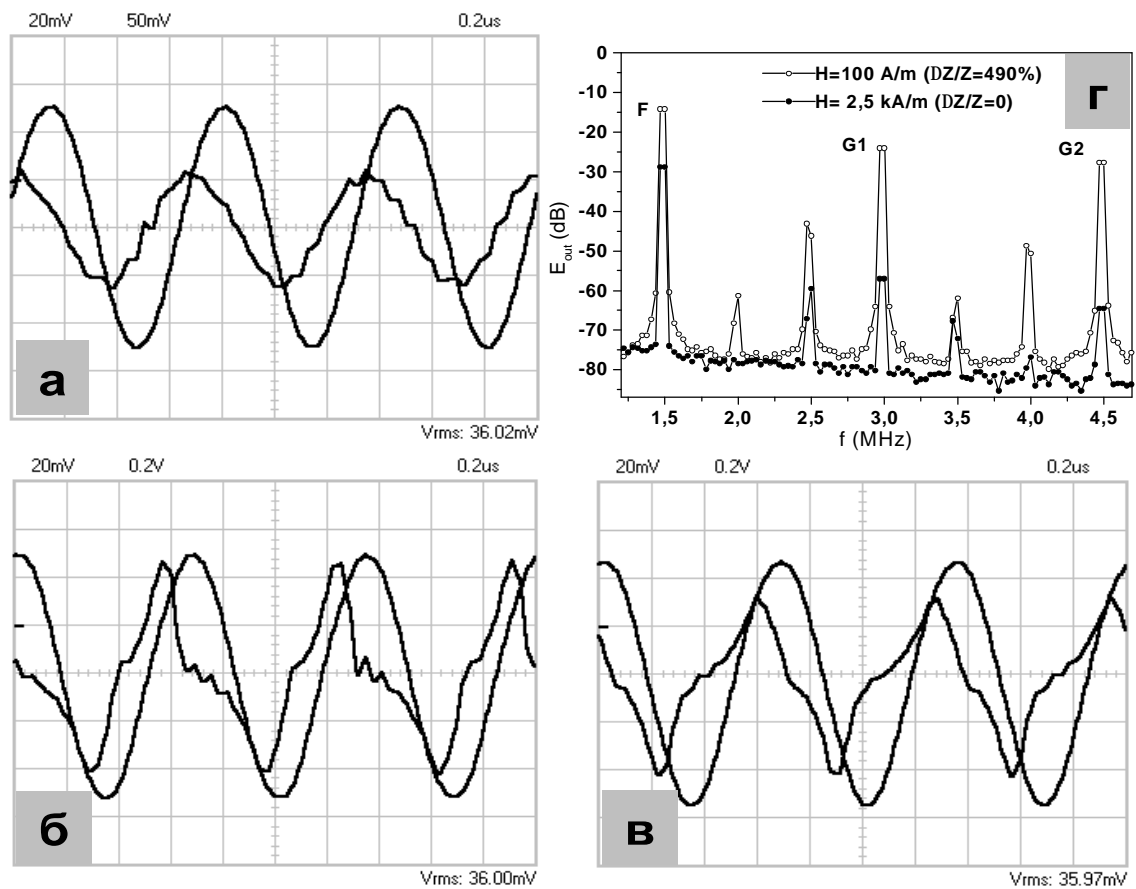 20mV 50mV 0.2us
а
Vrms: 36.02mV
0
-10
-20
-30
-40
-50
-60
-70
-80
E_out (dB)
H=100 A/m (DZ/Z=490%)
H= 2,5 kA/m (DZ/Z=0)
г
F
G1
G2
1,5 2,0 2,5 3,0 3,5 4,0 4,5
f (MHz)
20mV 0.2V 0.2us
б
Vrms: 36.00mV
20mV 0.2V 0.2us
в
Vrms: 35.97mV